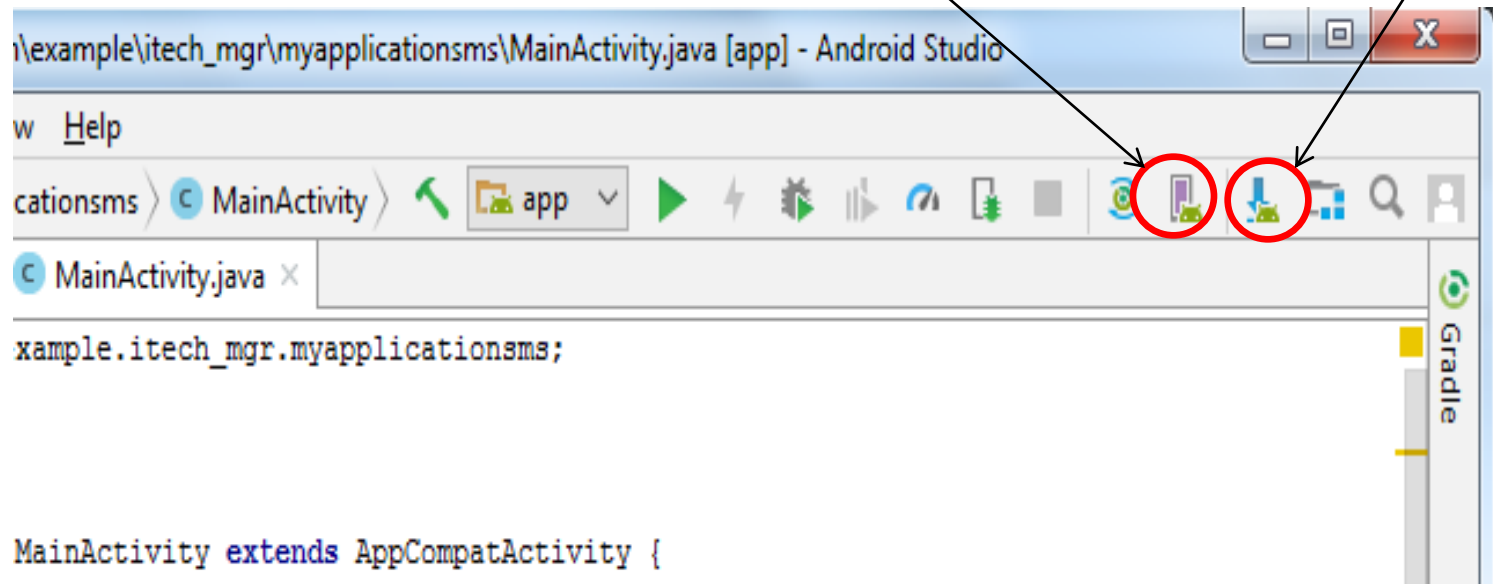 \example\itech_mgr\myapplicationsms\MainActivity.java [app] - Android Studio
w Help
cationsms C MainActivity app
C MainActivity.java
xample.itech_mgr.myapplicationsms;
Gradle
MainActivity extends AppCompatActivity {